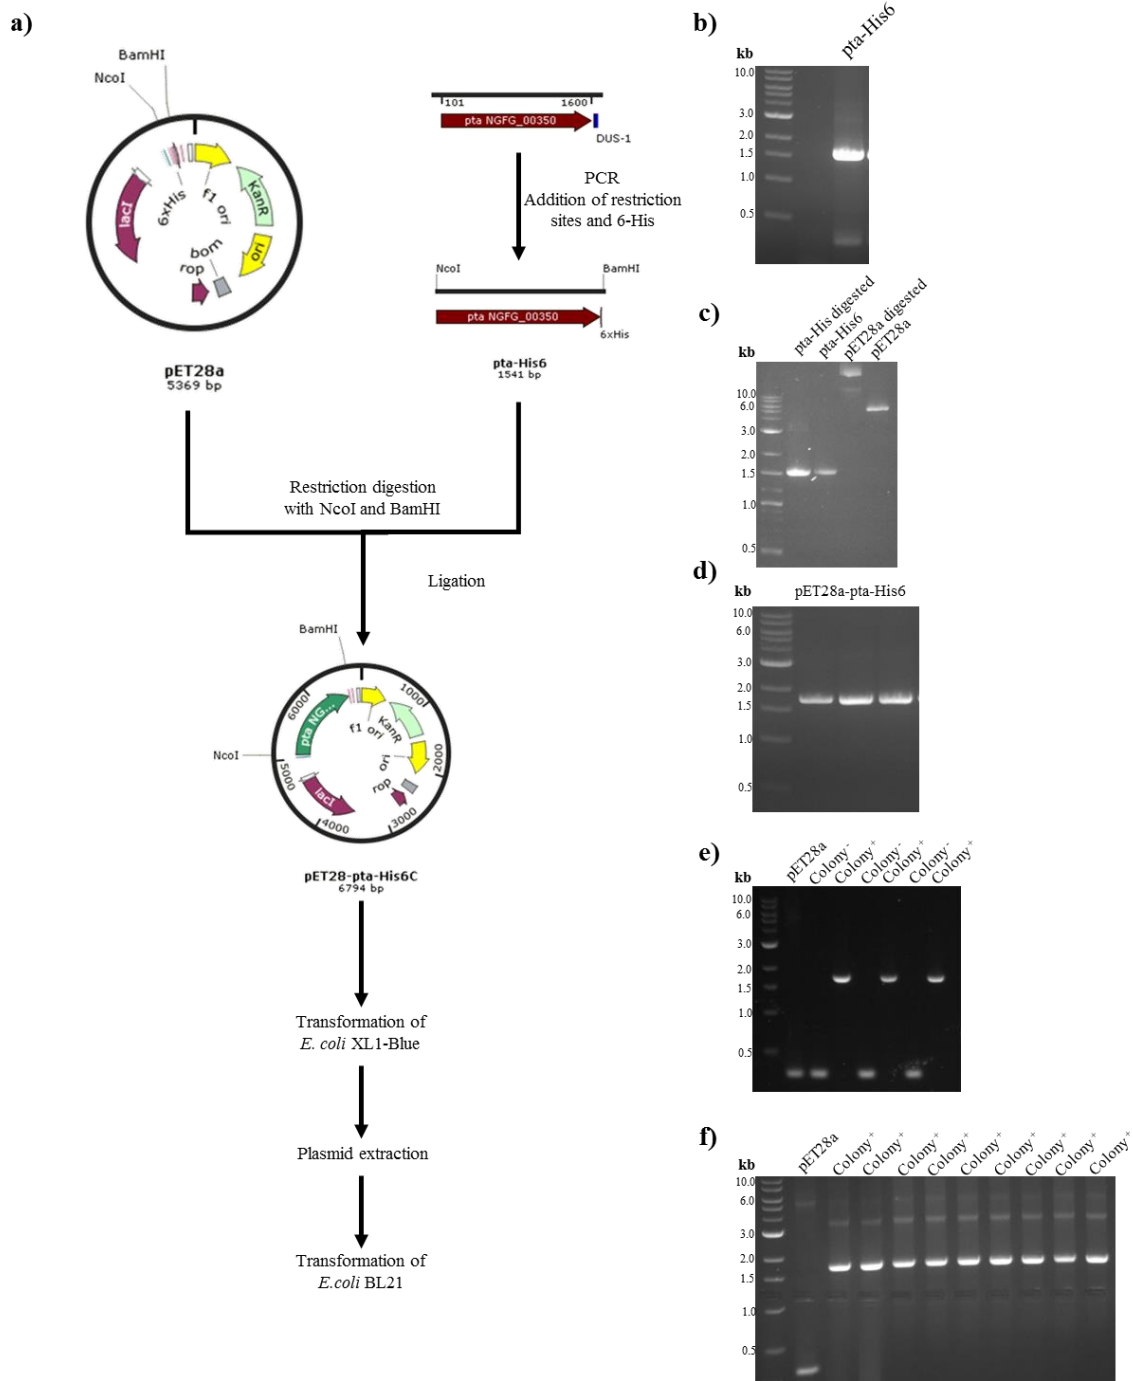 a)
BamHI
NcoI
lacI
6xHis
f1 ori
KanR
ori
bom
rop
pET28a
5369 bp
101
1600
pta NGFG_00350
DUS-1
PCR
Addition of restriction
sites and 6-His
NcoI
BamHI
pta NGFG_00350
6xHis
pta-His6
1541 bp
Restriction digestion
with NcoI and BamHI
Ligation
BamHI
NcoI
1000
2000
3000
4000
5000
6000
pta NG...
f1 ori
KanR
ori
rop
lacI
pET28-pta-His6C
6794 bp
Transformation of
E. coli XL1-Blue
Plasmid extraction
Transformation of
E.coli BL21
b)
kb
pta-His6
10.0
3.0
2.0
1.5
1.0
0.5
c)
kb
pta-His digested
pta-His6
pET28a digested
pET28a
10.0
6.0
3.0
2.0
1.5
1.0
0.5
d)
kb
pET28a-pta-His6
10.0
6.0
3.0
2.0
1.5
1.0
0.5
e)
kb
pET28a
Colony-
Colony+
Colony-
Colony+
Colony-
Colony+
10.0
6.0
3.0
2.0
1.5
1.0
0.5
f)
kb
pET28a
Colony+
Colony+
Colony+
Colony+
Colony+
Colony+
Colony+
Colony+
Colony+
10.0
6.0
3.0
2.0
1.5
1.0
0.5